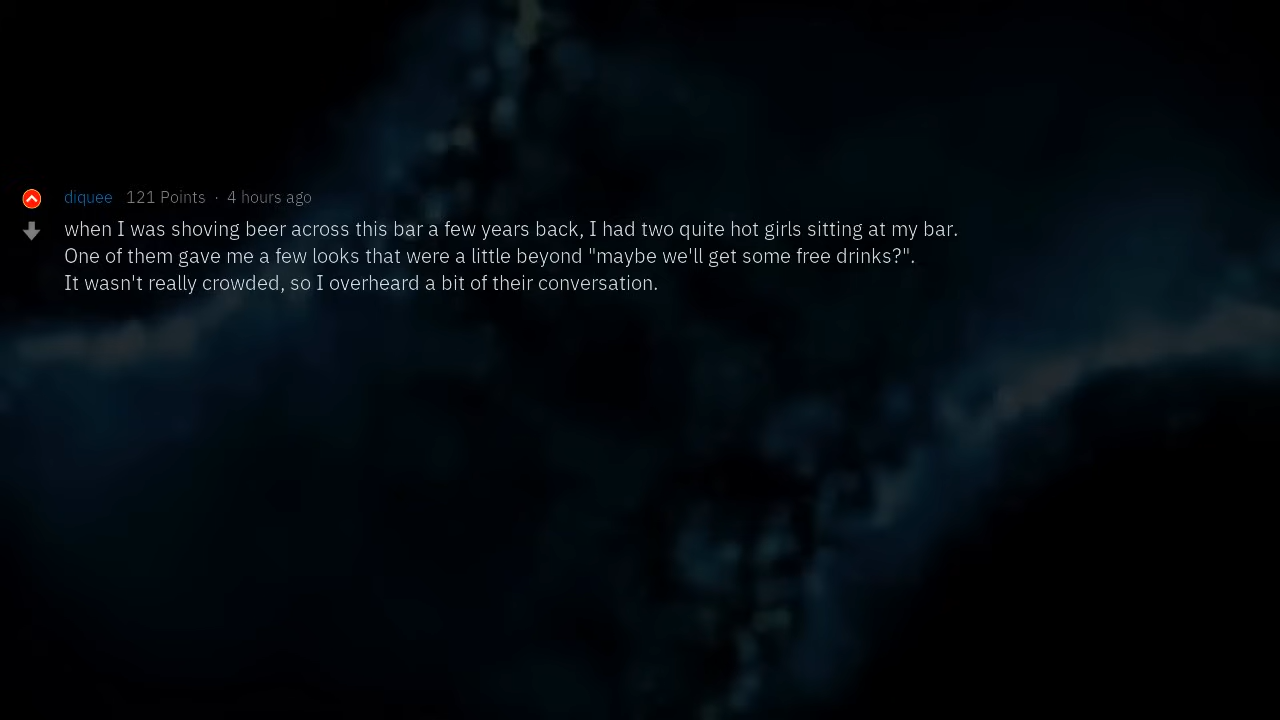 diquee 121 Points · 4 hours ago
when I was shoving beer across this bar a few years back, I had two quite hot girls sitting at my bar.
One of them gave me a few looks that were a little beyond "maybe we'll get some free drinks?".
It wasn't really crowded, so I overheard a bit of their conversation.